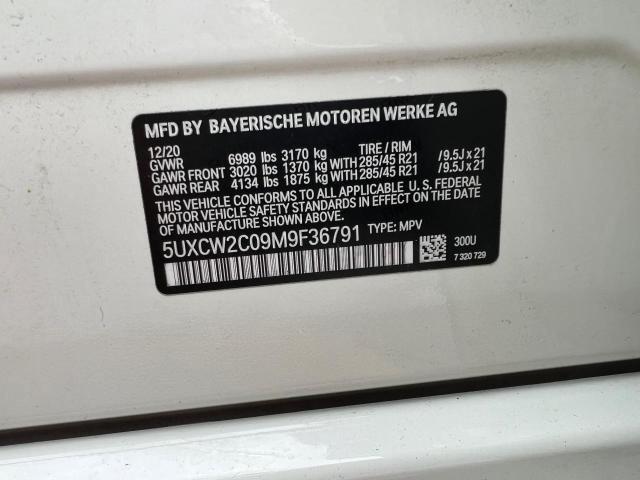 MFD BY BAYERISCHE MOTOREN WERKE AG
12/20 TIRE / RIM
GVWR 6989 lbs 3170 kg
GAWR FRONT 3020 lbs 1370 kg WITH 285/45 R21 /9.5J x 21
GAWR REAR 4134 lbs 1875 kg WITH 285/45 R21 /9.5J x 21
THIS VEHICLE CONFORMS TO ALL APPLICABLE U.S. FEDERAL
MOTOR VEHICLE SAFETY STANDARDS IN EFFECT ON THE DATE
OF MANUFACTURE SHOWN ABOVE.
5UXCW2C09M9F36791 TYPE: MPV
300U
7 320 729